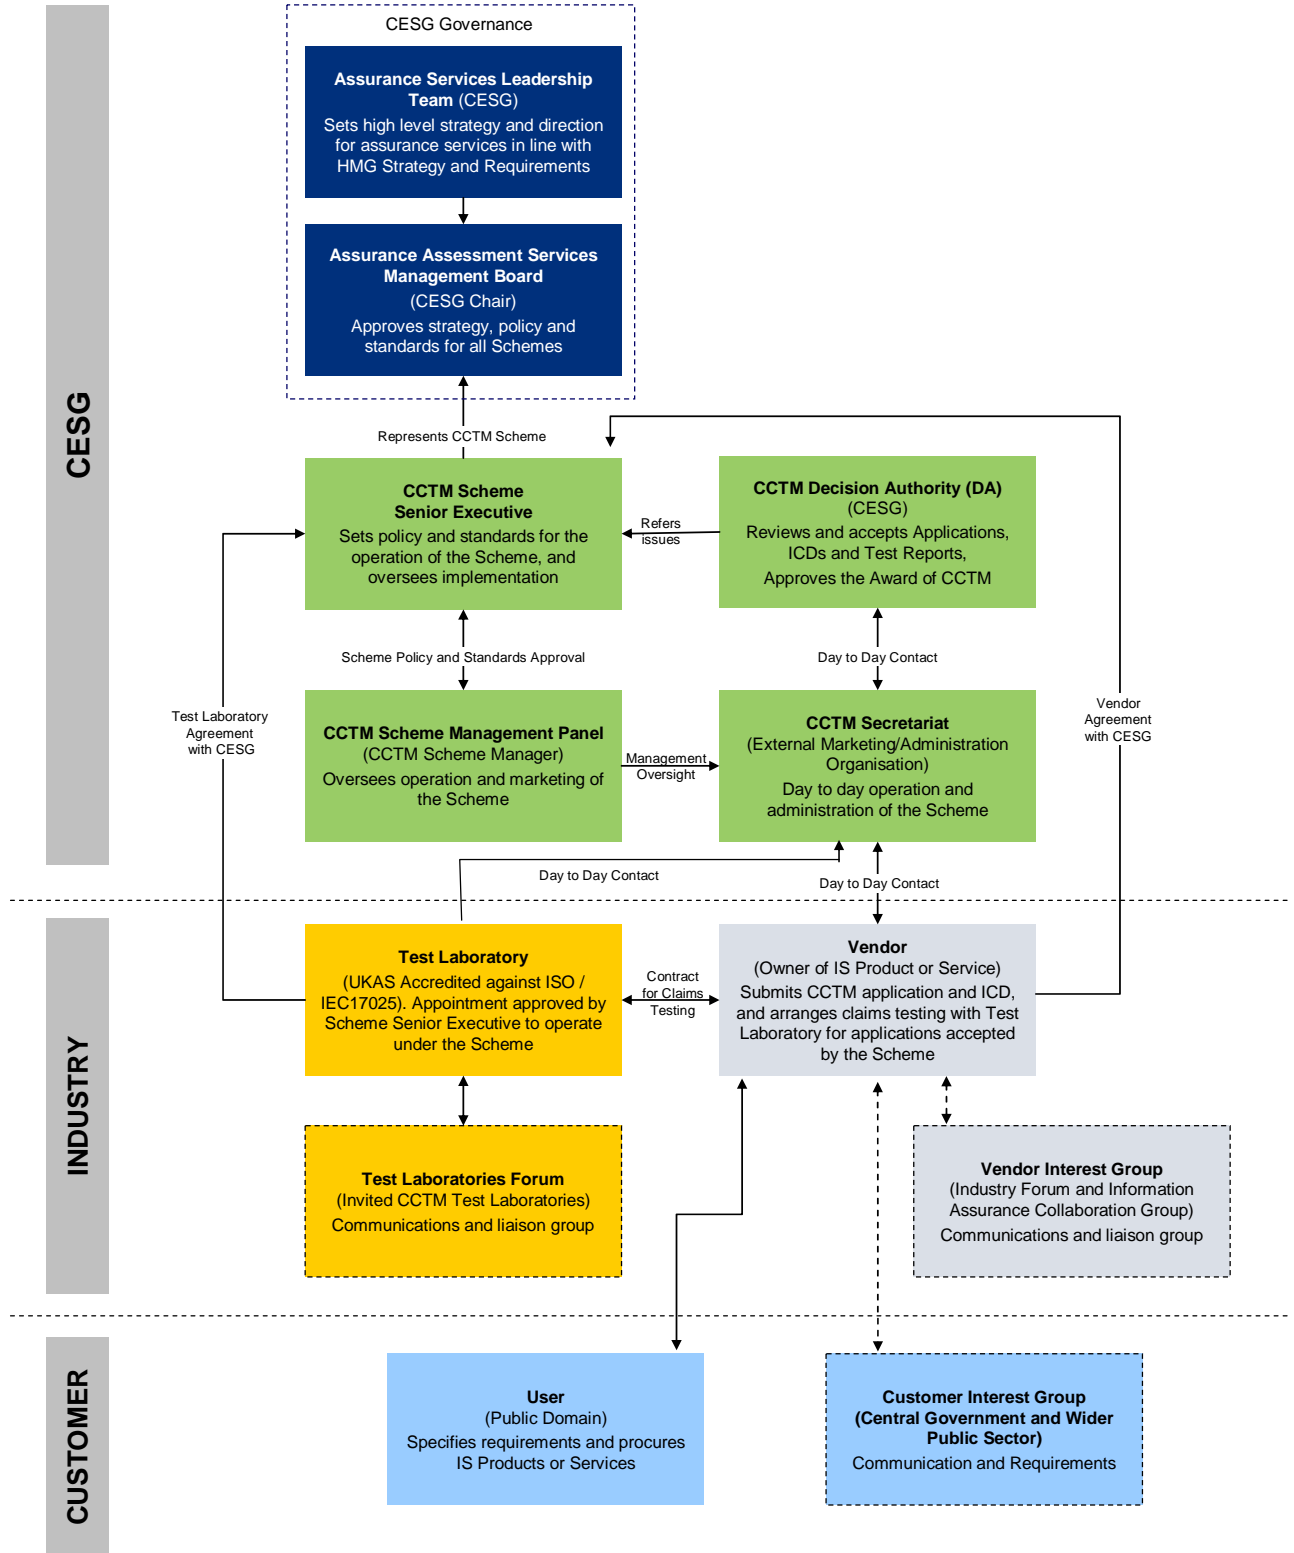 CESG Governance
Assurance Services Leadership
Team (CESG)
Sets high level strategy and direction
for assurance services in line with
HMG Strategy and Requirements
Assurance Assessment Services
Management Board
(CESG Chair)
Approves strategy, policy and
standards for all Schemes
CESG
Represents CCTM Scheme
CCTM Scheme
Senior Executive
Sets policy and standards for the
operation of the Scheme, and
oversees implementation
Refers
issues
CCTM Decision Authority (DA)
(CESG)
Reviews and accepts Applications,
ICDs and Test Reports,
Approves the Award of CCTM
Scheme Policy and Standards Approval
Day to Day Contact
Test Laboratory
Agreement
with CESG
CCTM Scheme Management Panel
(CCTM Scheme Manager)
Oversees operation and marketing of
the Scheme
Management
Oversight
CCTM Secretariat
(External Marketing/Administration
Organisation)
Day to day operation and
administration of the Scheme
Vendor
Agreement
with CESG
Day to Day Contact
Day to Day Contact
INDUSTRY
Test Laboratory
(UKAS Accredited against ISO /
IEC17025). Appointment approved by
Scheme Senior Executive to operate
under the Scheme
Contract
for Claims
Testing
Vendor
(Owner of IS Product or Service)
Submits CCTM application and ICD,
and arranges claims testing with Test
Laboratory for applications accepted
by the Scheme
Test Laboratories Forum
(Invited CCTM Test Laboratories)
Communications and liaison group
Vendor Interest Group
(Industry Forum and Information
Assurance Collaboration Group)
Communications and liaison group
CUSTOMER
User
(Public Domain)
Specifies requirements and procures
IS Products or Services
Customer Interest Group
(Central Government and Wider
Public Sector)
Communication and Requirements